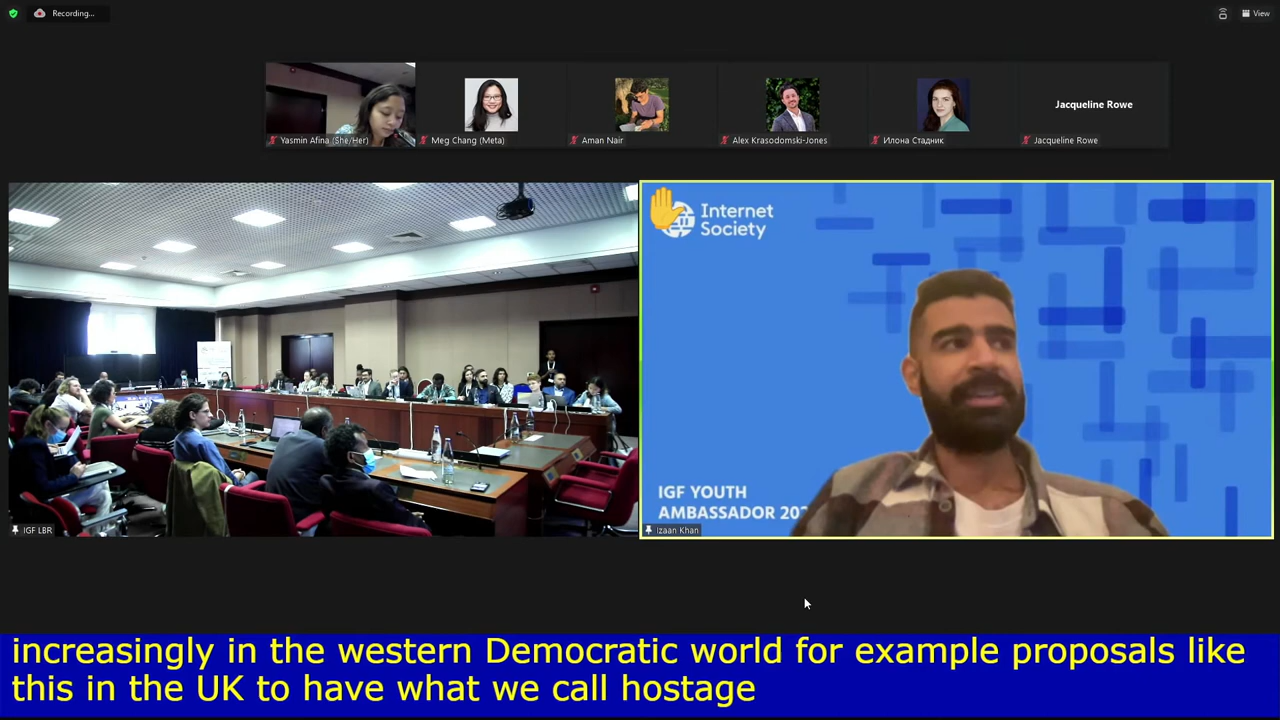 Recording...
View
Jacqueline Rowe
Yasmin Afina (She/Her)
Meg Chang (Meta)
Aman Nair
Alex Krasodomski-Jones
Илона Стадник
Jacqueline Rowe
Internet
Society
IGF YOUTH
AMBASSADOR 202
IGF LBR
Izaan Khan
increasingly in the western Democratic world for example proposals like
this in the UK to have what we call hostage